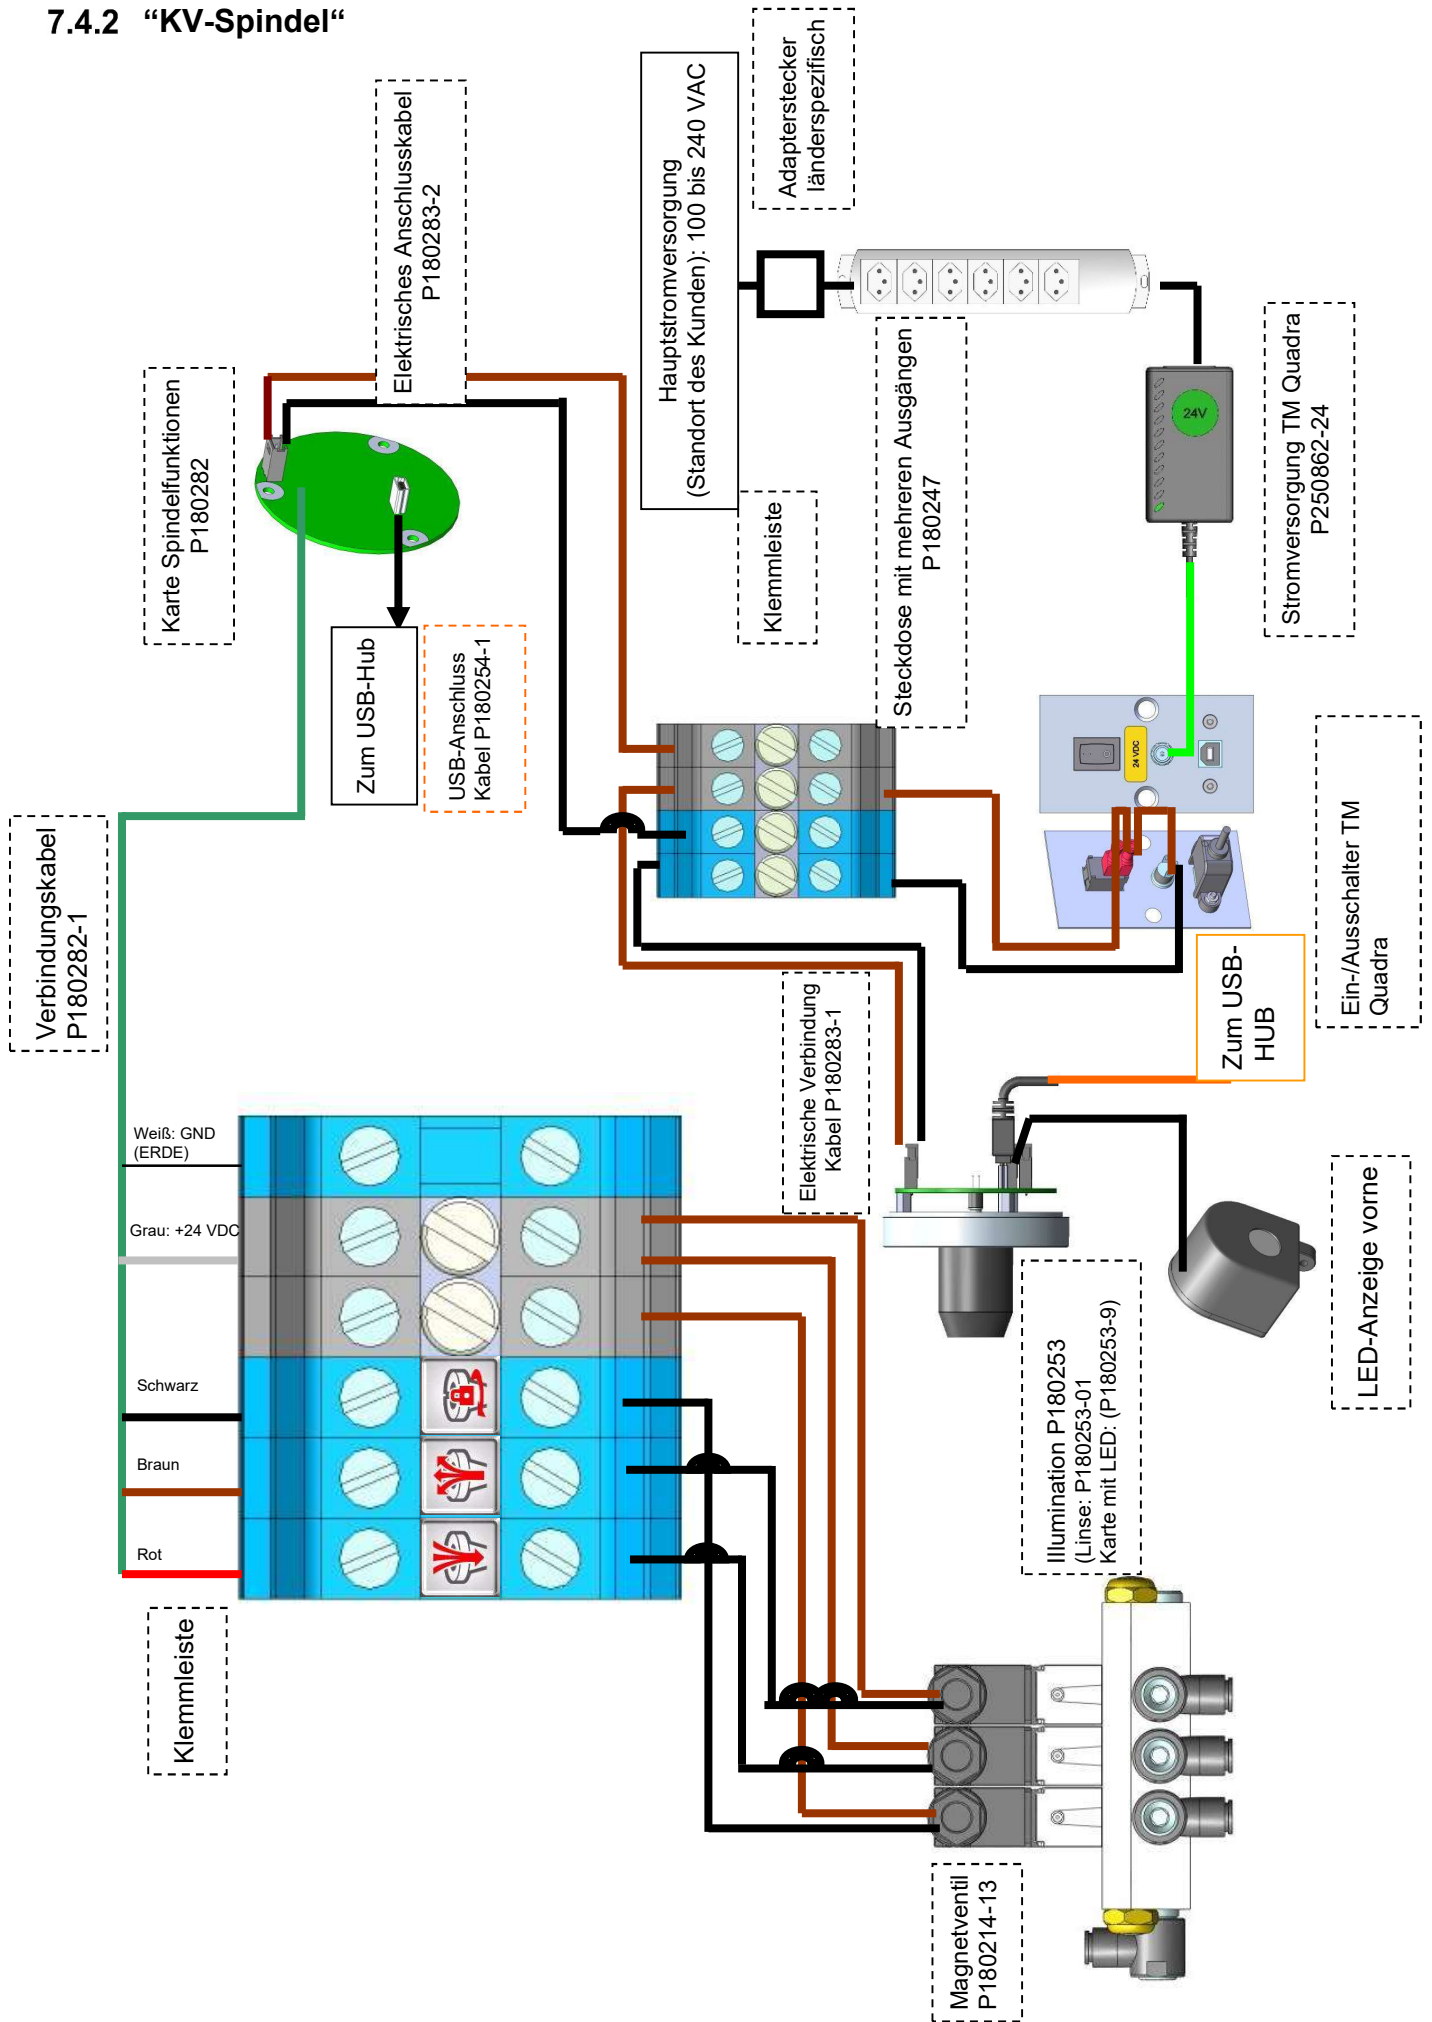 7.4.2 “KV-Spindel“
Verbindungskabel
P180282-1
Karte Spindelfunktionen
P180282
Elektrisches Anschlusskabel
P180283-2
Hauptstromversorgung
(Standort des Kunden): 100 bis 240 VAC
Adapterstecker
länderspezifisch
Zum USB-Hub
USB-Anschluss
Kabel P180254-1
Klemmleiste
Steckdose mit mehreren Ausgängen
P180247
24V
Stromversorgung TM Quadra
P250862-24
24 VDC
Ein-/Ausschalter TM
Quadra
Zum USB-
HUB
Elektrische Verbindung
Kabel P180283-1
Weiß: GND
(ERDE)
Grau: +24 VDC
Schwarz
Braun
Rot
Klemmleiste
Illumination P180253
(Linse: P180253-01
Karte mit LED: (P180253-9)
LED-Anzeige vorne
Magnetventil
P180214-13